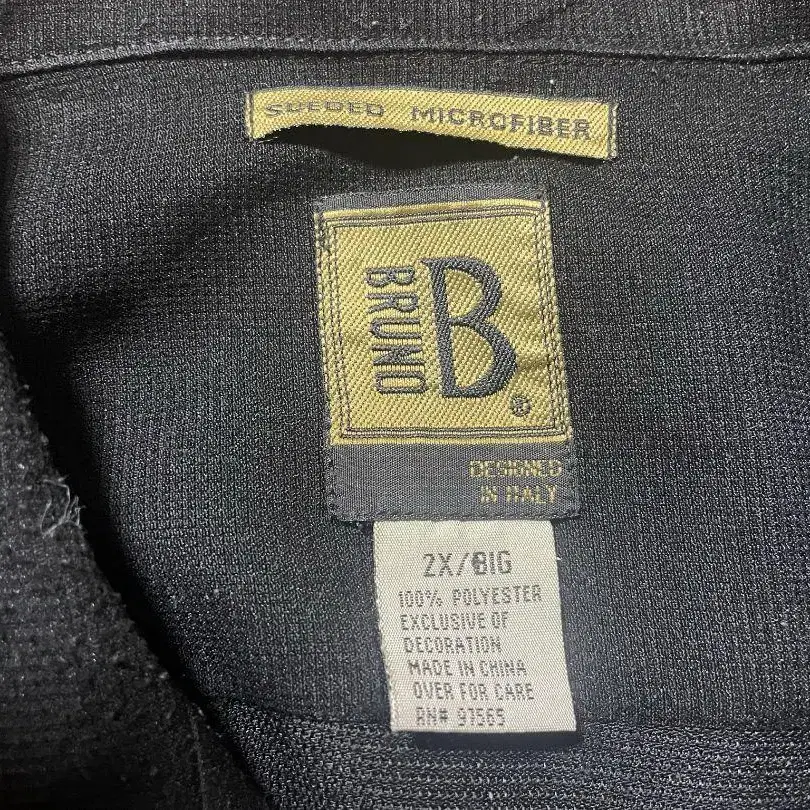 SUEDED MICROFIBER
B
BRUNO
®
DESIGNED
IN ITALY
2X/BIG
100% POLYESTER
EXCLUSIVE OF
DECORATION
MADE IN CHINA
OVER FOR CARE
RN# 97565